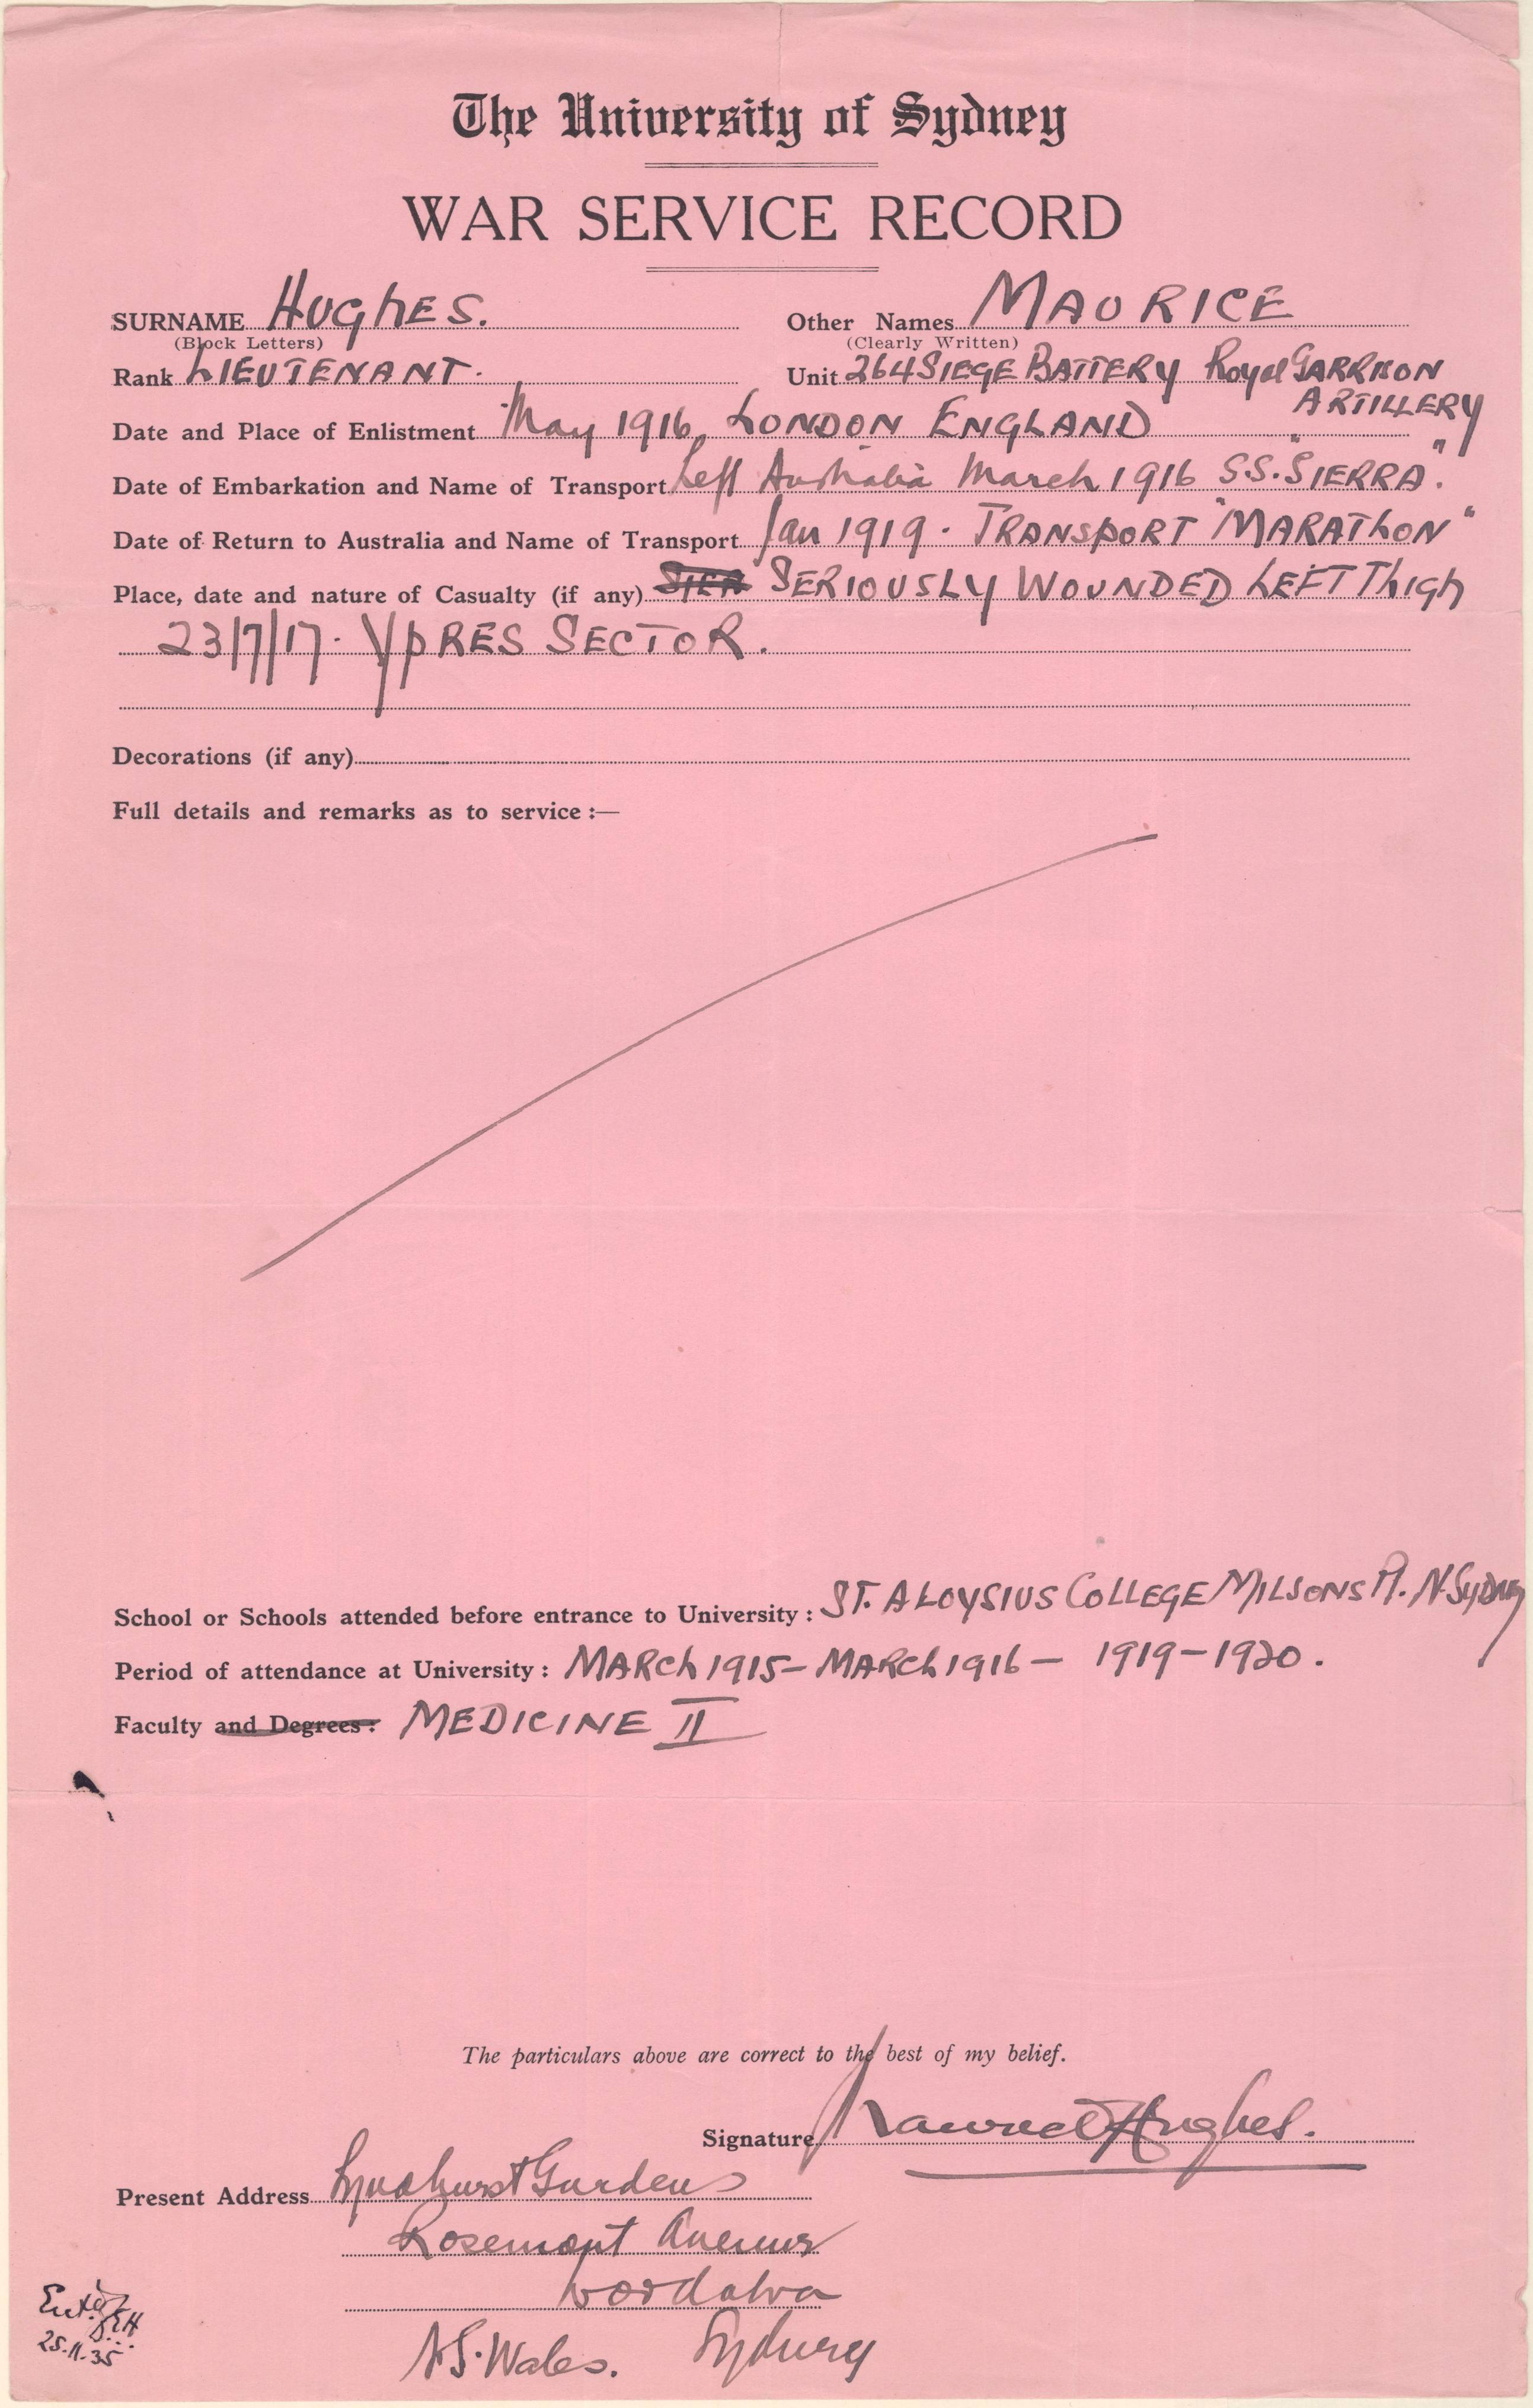 The University of Sydney
WAR SERVICE RECORD
SURNAME HUGhES. Other Names MAURICE
(Block Letters) (Clearly Written)
Rank LIEUTENANT. Unit 264 SIEGE BATTERY Royal GARRISON
ARTILLERY
Date and Place of Enlistment May 1916, LONDON ENGLAND
Date of Embarkation and Name of Transport Left Australia March 1916 S.S. "SIERRA".
Date of Return to Australia and Name of Transport Jan 1919. TRANSPORT "MARAThON"
Place, date and nature of Casualty (if any) SERIOUSLY WOUNDED LEFT ThIGh
23/7/17. YpRES SECTOR.
Decorations (if any)
Full details and remarks as to service :—
School or Schools attended before entrance to University : ST. ALOYSIUS COLLEGE MILSONS Pt. N Sydney
Period of attendance at University : MARCh 1915 – MARCh 1916 – 1919 – 1920.
Faculty and Degrees : MEDICINE II
The particulars above are correct to the best of my belief.
Signature Maurice Hughes.
Present Address Lyndhurst Gardens
Rosemont Avenue
Woollahra
N.S. Wales. Sydney
25.11.35